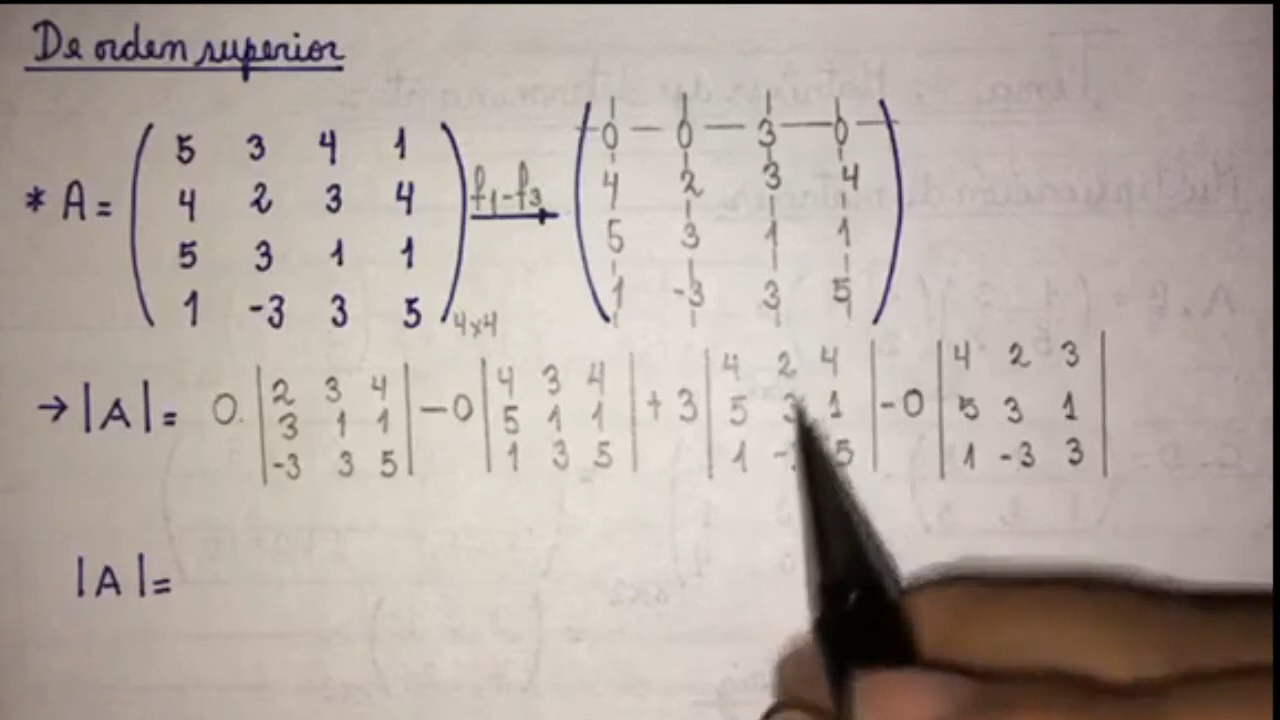 De orden superior
* A = ( 5 3 4 1
4 2 3 4
5 3 1 1
1 -3 3 5 ) 4x4
f1-f3 →
( 0 0 3 0
4 2 3 4
5 3 1 1
1 -3 3 5 )
→ |A| = 0. | 2 3 4
3 1 1
-3 3 5 |
-0 | 4 3 4
5 1 1
1 3 5 |
+ 3 | 4 2 4
5 3 1
1 - 5 |
-0 | 4 2 3
5 3 1
1 -3 3 |
|A| =